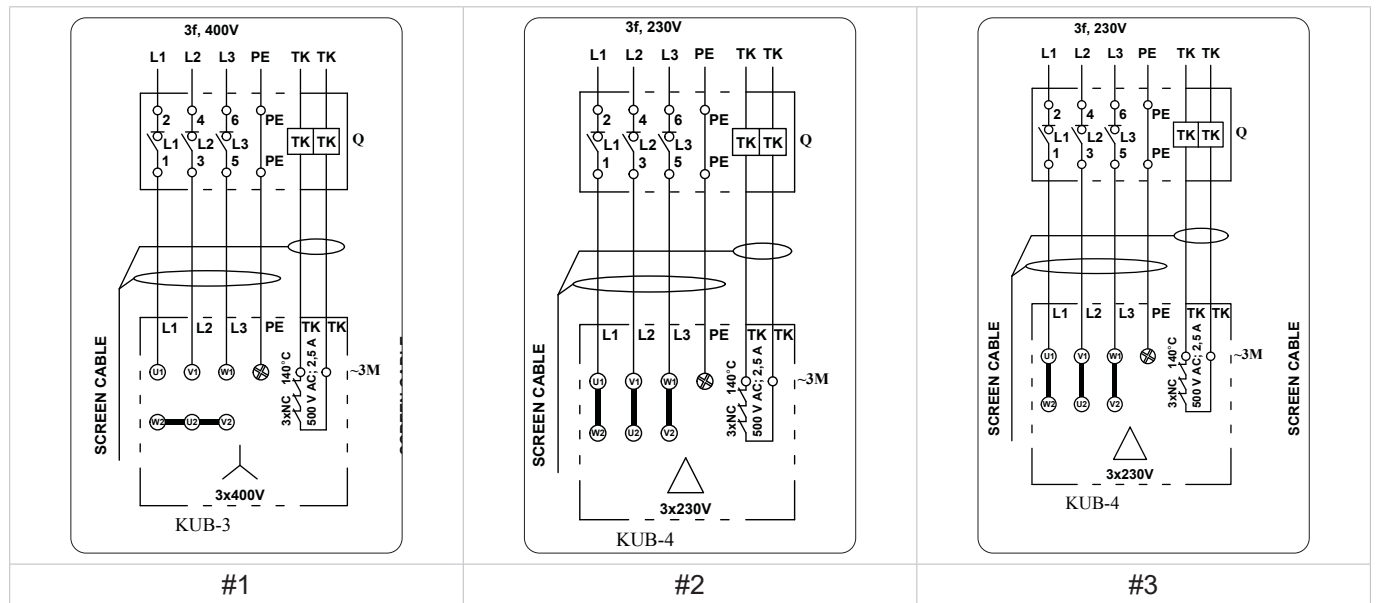 3f, 400V
L1 L2 L3 PE TK TK
2 4 6 PE
L1 L2 L3 TK TK Q
1 3 5 PE
SCREEN CABLE
L1 L2 L3 PE TK TK
U1 V1 W1
3xNC 140°C
500 V AC; 2,5 A
~3M
W2 U2 V2
3x400V
KUB-3
SCREEN CABLE
#1
3f, 230V
L1 L2 L3 PE TK TK
2 4 6 PE
L1 L2 L3 TK TK Q
1 3 5 PE
SCREEN CABLE
L1 L2 L3 PE TK TK
U1 V1 W1
3xNC 140°C
500 V AC; 2,5 A
~3M
W2 U2 V2
3x230V
KUB-4
#2
3f, 230V
L1 L2 L3 PE TK TK
2 4 6 PE
L1 L2 L3 TK TK Q
1 3 5 PE
SCREEN CABLE
L1 L2 L3 PE TK TK
U1 V1 W1
3xNC 140°C
500 V AC; 2,5 A
~3M
W2 U2 V2
3x230V
KUB-4
SCREEN CABLE
#3